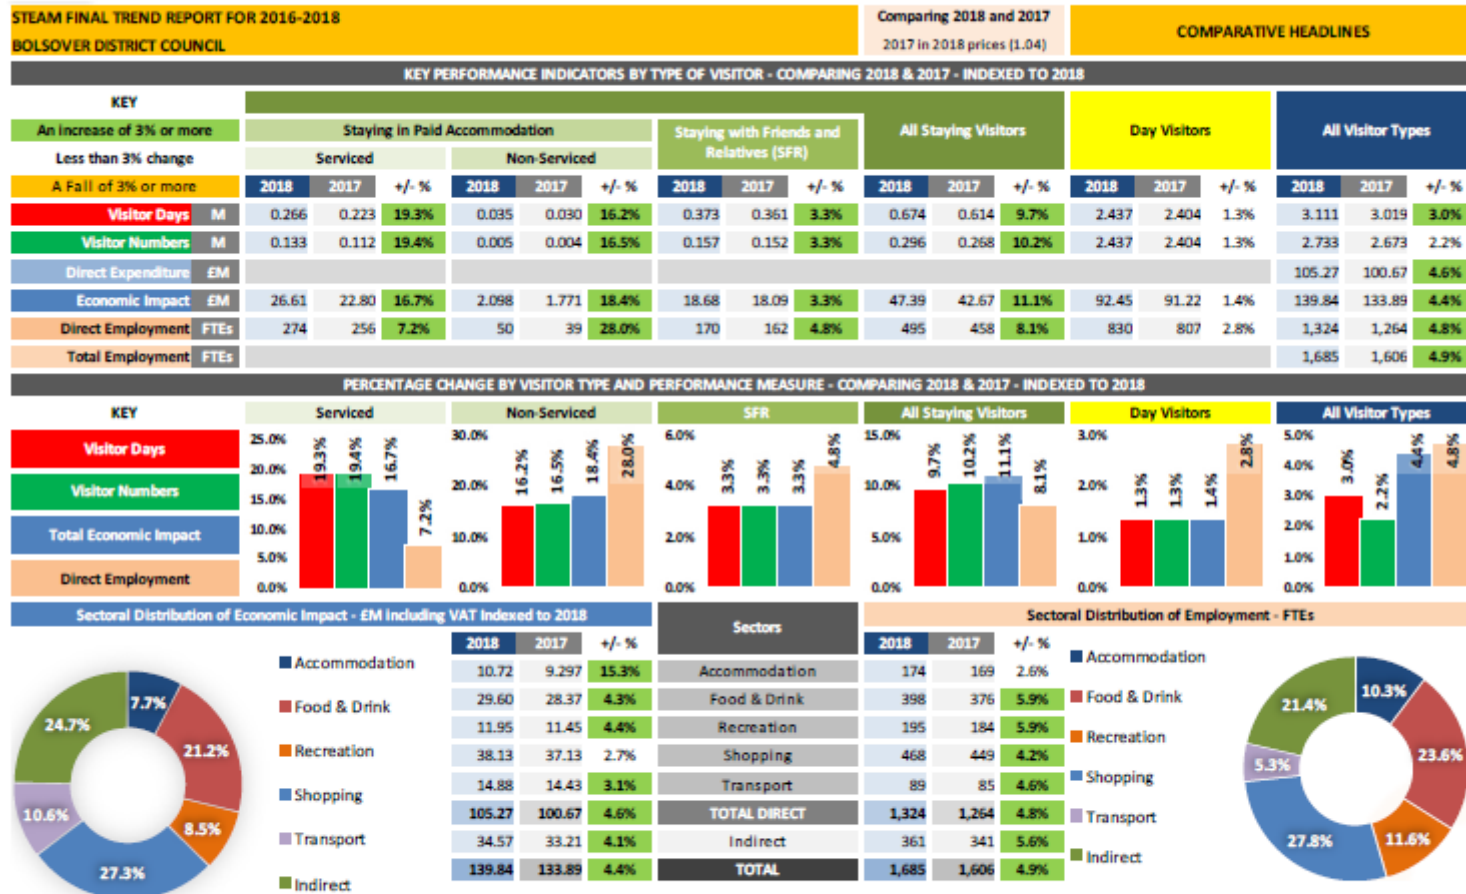 STEAM FINAL TREND REPORT FOR 2016-2018
BOLSOVER DISTRICT COUNCIL
Comparing 2018 and 2017
2017 in 2018 prices (1.04)
COMPARATIVE HEADLINES
KEY PERFORMANCE INDICATORS BY TYPE OF VISITOR - COMPARING 2018 & 2017 - INDEXED TO 2018
KEY
An increase of 3% or more
Less than 3% change
A Fall of 3% or more
Staying in Paid Accommodation
Serviced
Non-Serviced
Staying with Friends and
Relatives (SFR)
All Staying Visitors
Day Visitors
All Visitor Types
2018 2017 +/- % 2018 2017 +/- % 2018 2017 +/- % 2018 2017 +/- % 2018 2017 +/- % 2018 2017 +/- %
Visitor Days M 0.266 0.223 19.3% 0.035 0.030 16.2% 0.373 0.361 3.3% 0.674 0.614 9.7% 2.437 2.404 1.3% 3.111 3.019 3.0%
Visitor Numbers M 0.133 0.112 19.4% 0.005 0.004 16.5% 0.157 0.152 3.3% 0.296 0.268 10.2% 2.437 2.404 1.3% 2.733 2.673 2.2%
Direct Expenditure £M 105.27 100.67 4.6%
Economic Impact £M 26.61 22.80 16.7% 2.098 1.771 18.4% 18.68 18.09 3.3% 47.39 42.67 11.1% 92.45 91.22 1.4% 139.84 133.89 4.4%
Direct Employment FTEs 274 256 7.2% 50 39 28.0% 170 162 4.8% 495 458 8.1% 830 807 2.8% 1,324 1,264 4.8%
Total Employment FTEs 1,685 1,606 4.9%
PERCENTAGE CHANGE BY VISITOR TYPE AND PERFORMANCE MEASURE - COMPARING 2018 & 2017 - INDEXED TO 2018
KEY
Visitor Days
Visitor Numbers
Total Economic Impact
Direct Employment
Serviced
25.0%
20.0%
15.0%
10.0%
5.0%
0.0%
19.3% 19.4% 16.7% 7.2%
Non-Serviced
30.0%
20.0%
10.0%
0.0%
16.2% 16.5% 18.4% 28.0%
SFR
6.0%
4.0%
2.0%
0.0%
3.3% 3.3% 3.3% 4.8%
All Staying Visitors
15.0%
10.0%
5.0%
0.0%
9.7% 10.2% 11.1% 8.1%
Day Visitors
3.0%
2.0%
1.0%
0.0%
1.3% 1.3% 1.4% 2.8%
All Visitor Types
5.0%
4.0%
3.0%
2.0%
1.0%
0.0%
3.0% 2.2% 4.4% 4.8%
Sectoral Distribution of Economic Impact - £M including VAT Indexed to 2018
Sectors
Sectoral Distribution of Employment - FTEs
7.7%
21.2%
8.5%
27.3%
10.6%
24.7%
Accommodation
Food & Drink
Recreation
Shopping
Transport
Indirect
2018 2017 +/- % 2018 2017 +/- %
10.72 9.297 15.3% Accommodation 174 169 2.6%
29.60 28.37 4.3% Food & Drink 398 376 5.9%
11.95 11.45 4.4% Recreation 195 184 5.9%
38.13 37.13 2.7% Shopping 468 449 4.2%
14.88 14.43 3.1% Transport 89 85 4.6%
105.27 100.67 4.6% TOTAL DIRECT 1,324 1,264 4.8%
34.57 33.21 4.1% Indirect 361 341 5.6%
139.84 133.89 4.4% TOTAL 1,685 1,606 4.9%
Accommodation
Food & Drink
Recreation
Shopping
Transport
Indirect
10.3%
23.6%
11.6%
27.8%
5.3%
21.4%